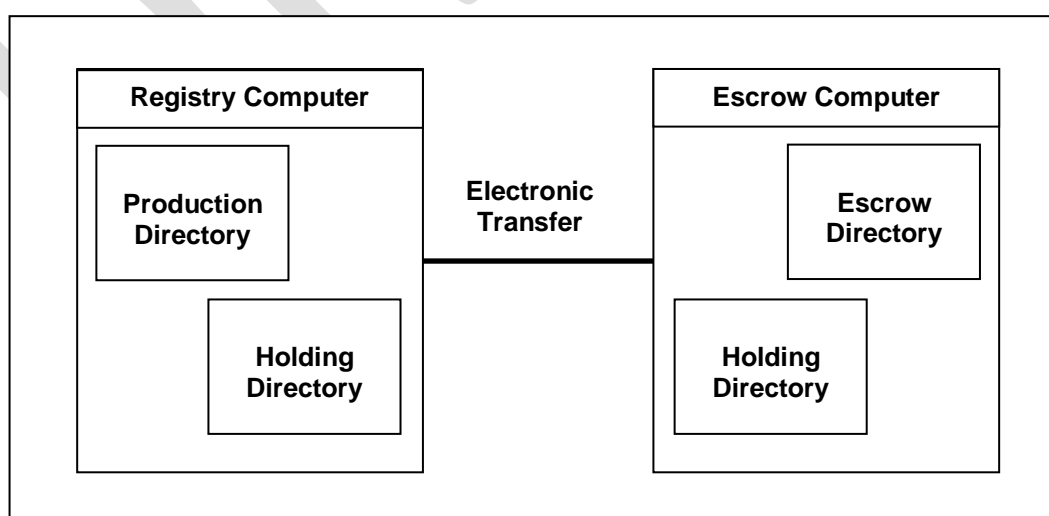 Registry Computer
Production
Directory
Holding
Directory
Electronic
Transfer
Escrow Computer
Escrow
Directory
Holding
Directory